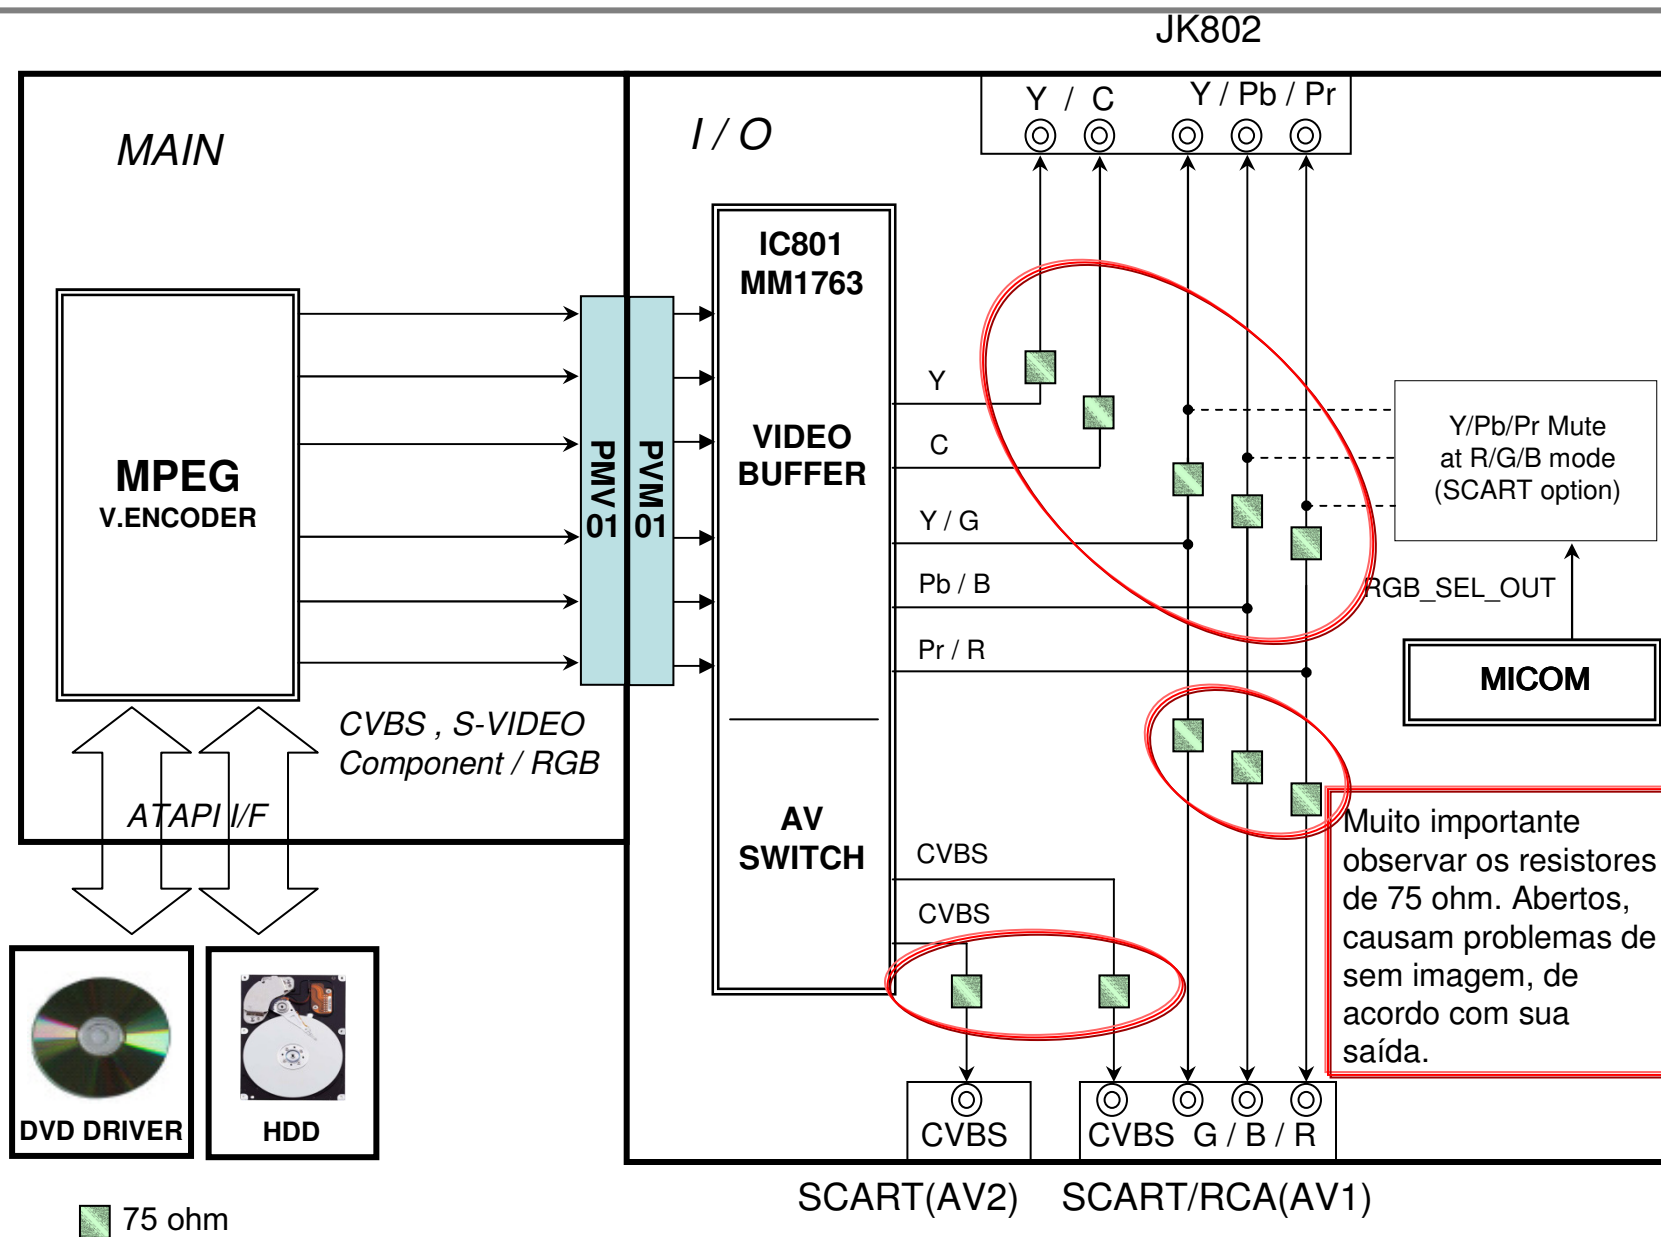 JK802
Y / C
Y / Pb / Pr
MAIN
I / O
IC801
MM1763
VIDEO
BUFFER
AV
SWITCH
MPEG
V.ENCODER
PMV 01
PVM 01
Y
C
Y / G
Pb / B
Pr / R
CVBS
CVBS
Y/Pb/Pr Mute
at R/G/B mode
(SCART option)
RGB_SEL_OUT
MICOM
CVBS , S-VIDEO
Component / RGB
ATAPI I/F
Muito importante
observar os resistores
de 75 ohm. Abertos,
causam problemas de
sem imagem, de
acordo com sua
saída.
DVD DRIVER
HDD
CVBS
CVBS G / B / R
SCART(AV2)
SCART/RCA(AV1)
75 ohm